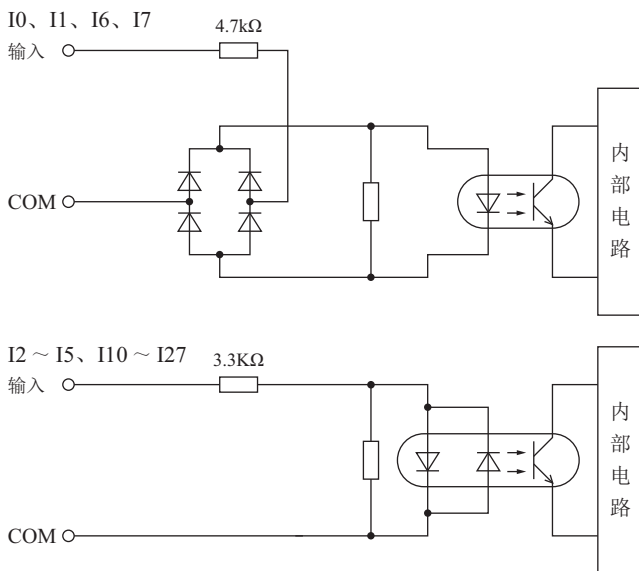 I0、I1、I6、I7
输入
4.7kΩ
COM
内部电路
I2 ～ I5、I10 ～ I27
输入
3.3KΩ
COM
内部电路